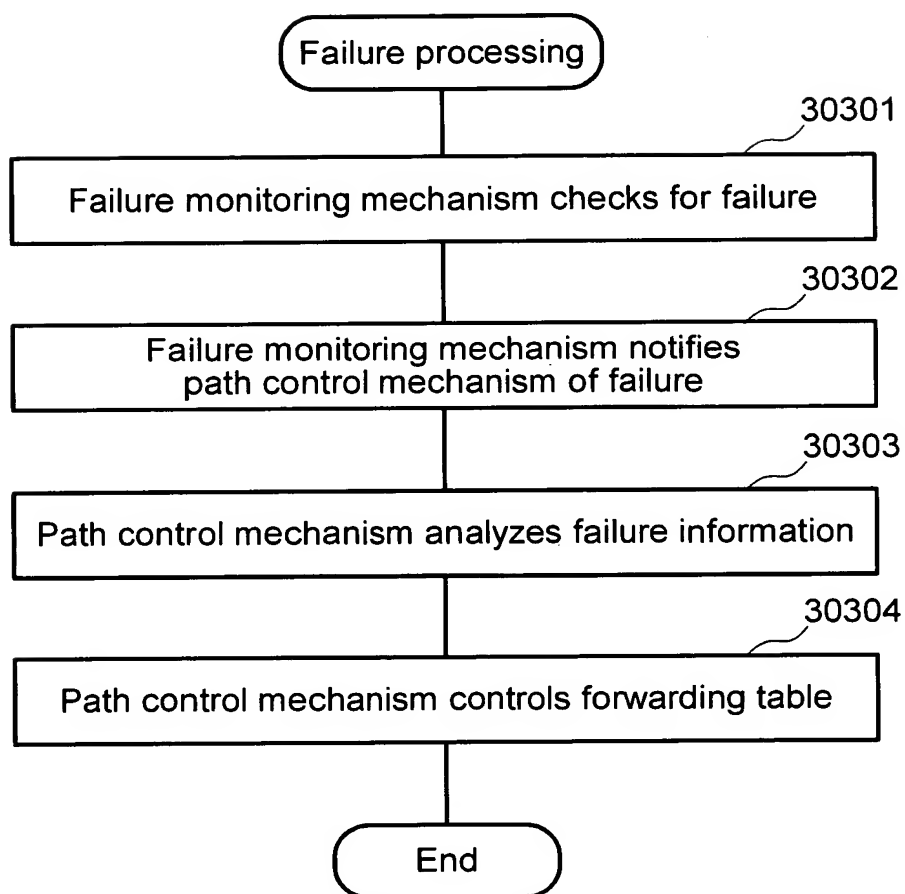 Failure processing
30301
Failure monitoring mechanism checks for failure
30302
Failure monitoring mechanism notifies
path control mechanism of failure
30303
Path control mechanism analyzes failure information
30304
Path control mechanism controls forwarding table
End